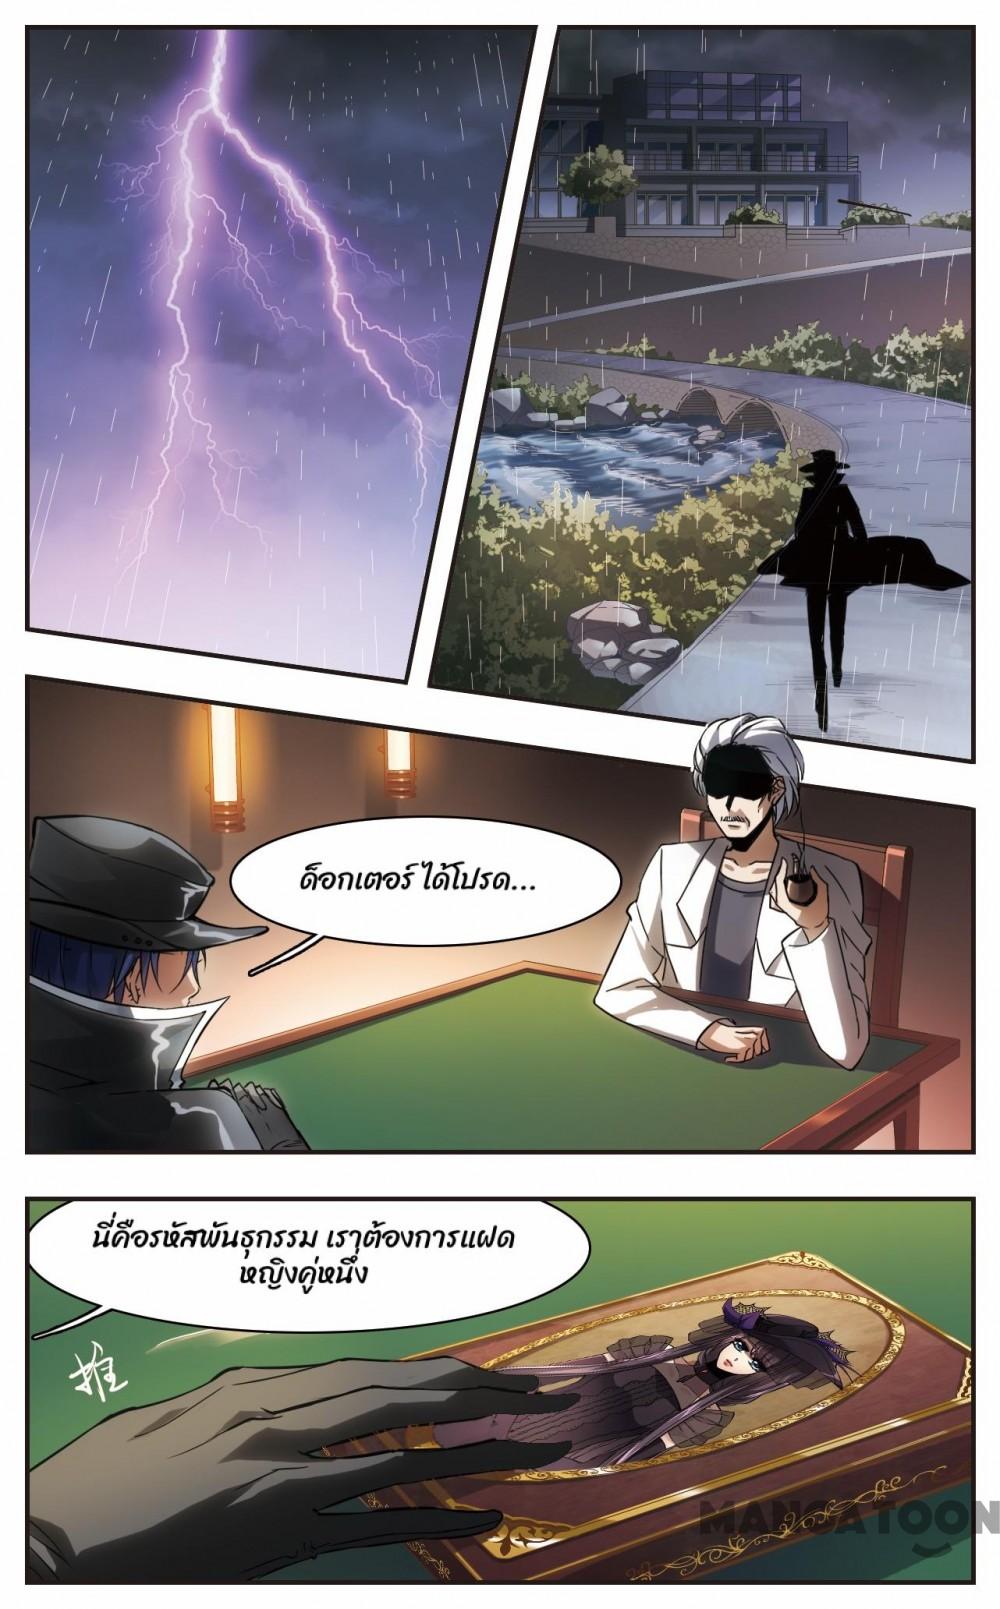 ด็อกเตอร์ ได้โปรด...
นี่คือรหัสพันธุกรรม เราต้องการแฝด
หญิงคู่หนึ่ง
推
MANGATOON